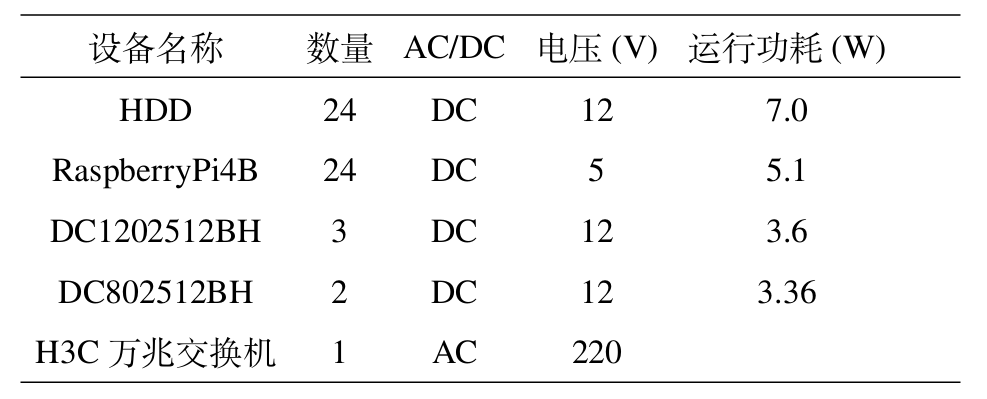 设备名称 数量 AC/DC 电压 (V) 运行功耗 (W)
HDD 24 DC 12 7.0
RaspberryPi4B 24 DC 5 5.1
DC1202512BH 3 DC 12 3.6
DC802512BH 2 DC 12 3.36
H3C 万兆交换机 1 AC 220